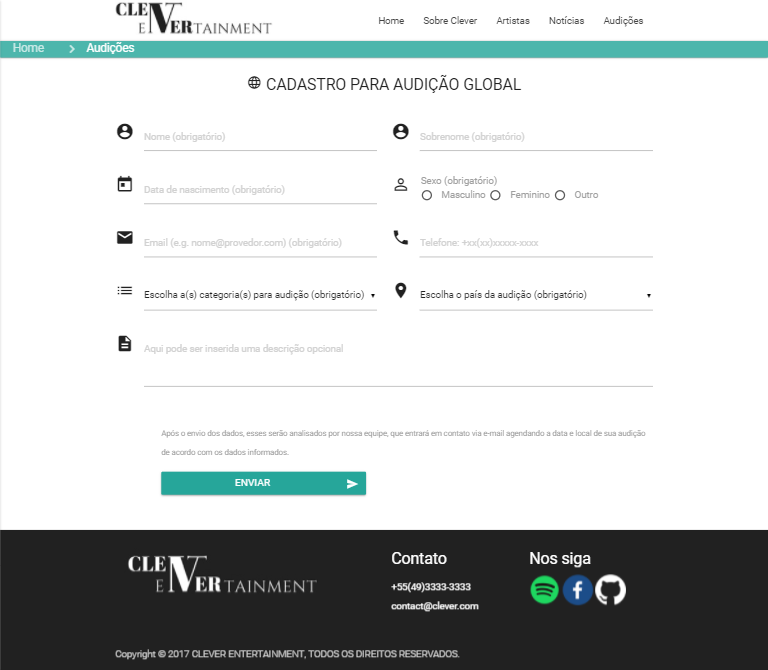 CLEVER
ENTERTAINMENT
Home Sobre Clever Artistas Notícias Audições
Home > Audições
CADASTRO PARA AUDIÇÃO GLOBAL
Nome (obrigatório) Sobrenome (obrigatório)
Sexo (obrigatório)
Data de nascimento (obrigatório) Masculino Feminino Outro
Email (e.g. nome@provedor.com) (obrigatório) Telefone: +xx(xx)xxxxx-xxxx
Escolha a(s) categoria(s) para audição (obrigatório) Escolha o país da audição (obrigatório)
Aqui pode ser inserida uma descrição opcional
Após o envio dos dados, esses serão analisados por nossa equipe, que entrará em contato via e-mail agendando a data e local de sua audição
de acordo com os dados informados.
ENVIAR
CLEVER
ENTERTAINMENT
Contato Nos siga
+55(49)3333-3333
contact@clever.com
Copyright © 2017 CLEVER ENTERTAINMENT, TODOS OS DIREITOS RESERVADOS.